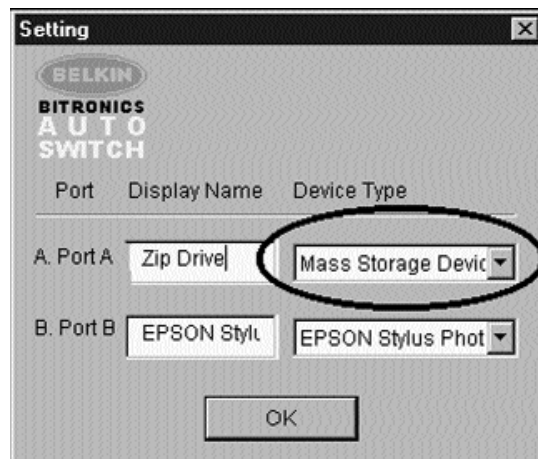 Setting
BELKIN
BITRONICS
AUTO
SWITCH
Port Display Name Device Type
A. Port A Zip Drive Mass Storage Devic
B. Port B EPSON Stylu EPSON Stylus Phot
OK